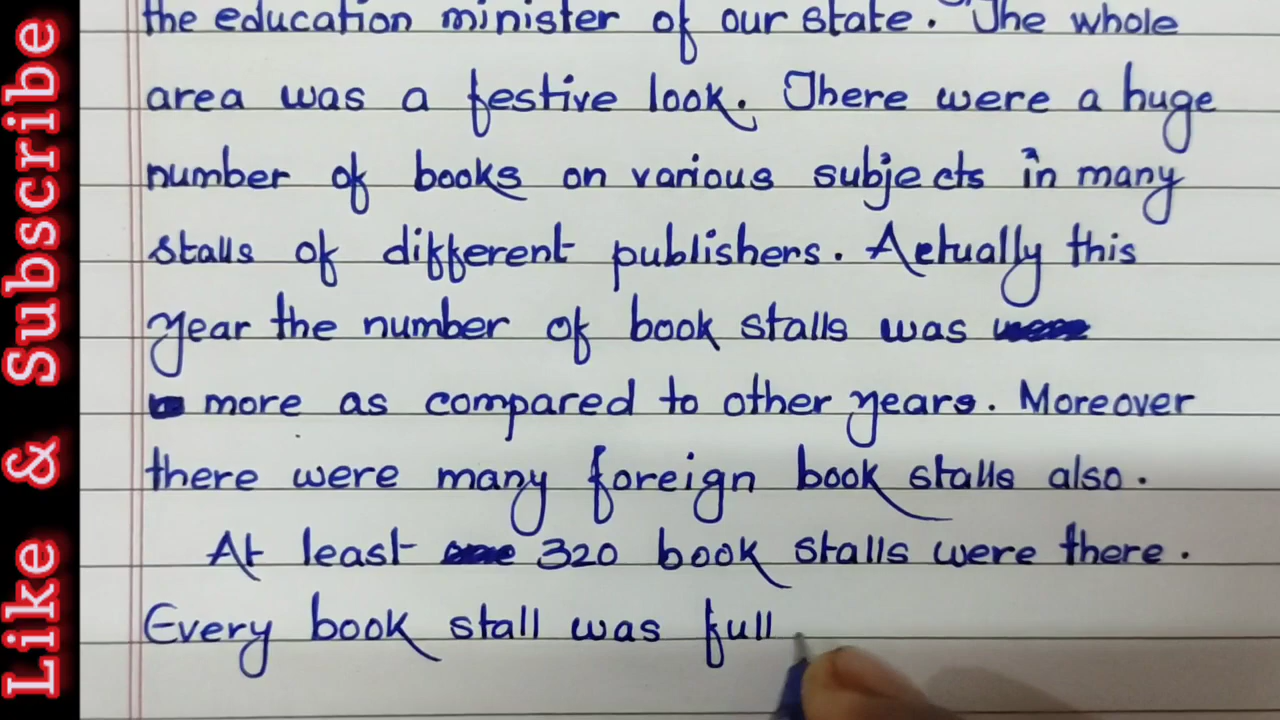 Like & Subscribe
the education minister of our state. The whole
area was a festive look. There were a huge
number of books on various subjects in many
stalls of different publishers. Actually this
year the number of book stalls was
more as compared to other years. Moreover
there were many foreign book stalls also.
At least 320 book stalls were there.
Every book stall was full